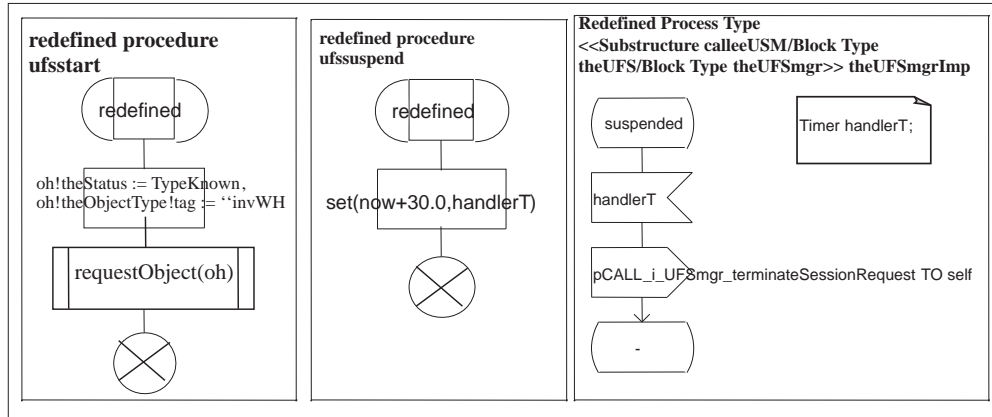 redefined procedure
ufsstart
redefined
oh!theStatus := TypeKnown,
oh!theObjectType!tag := ‘‘invWH
requestObject(oh)
redefined procedure
ufssuspend
redefined
set(now+30.0,handlerT)
Redefined Process Type
<<Substructure calleeUSM/Block Type
theUFS/Block Type theUFSmgr>> theUFSmgrImp
suspended
Timer handlerT;
handlerT
pCALL_i_UFSmgr_terminateSessionRequest TO self
-